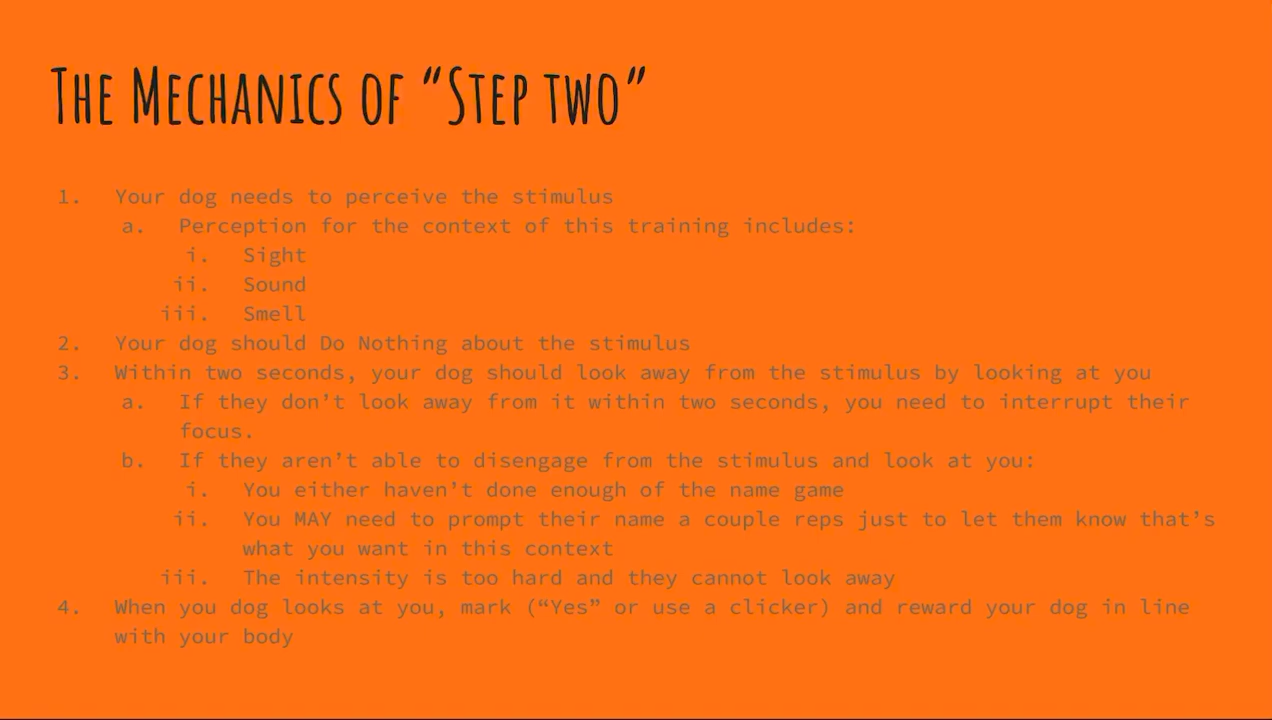 The Mechanics of “Step two”
1. Your dog needs to perceive the stimulus
a. Perception for the context of this training includes:
i. Sight
ii. Sound
iii. Smell
2. Your dog should Do Nothing about the stimulus
3. Within two seconds, your dog should look away from the stimulus by looking at you
a. If they don’t look away from it within two seconds, you need to interrupt their
focus.
b. If they aren’t able to disengage from the stimulus and look at you:
i. You either haven’t done enough of the name game
ii. You MAY need to prompt their name a couple reps just to let them know that’s
what you want in this context
iii. The intensity is too hard and they cannot look away
4. When you dog looks at you, mark (“Yes” or use a clicker) and reward your dog in line
with your body